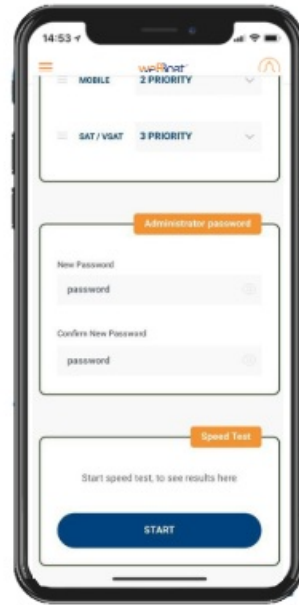 14:53
weBBoat
MOBILE 2 PRIORITY
SAT / VSAT 3 PRIORITY
Administrator password
New Password
password
Confirm New Password
password
Speed Test
Start speed test, to see results here
START